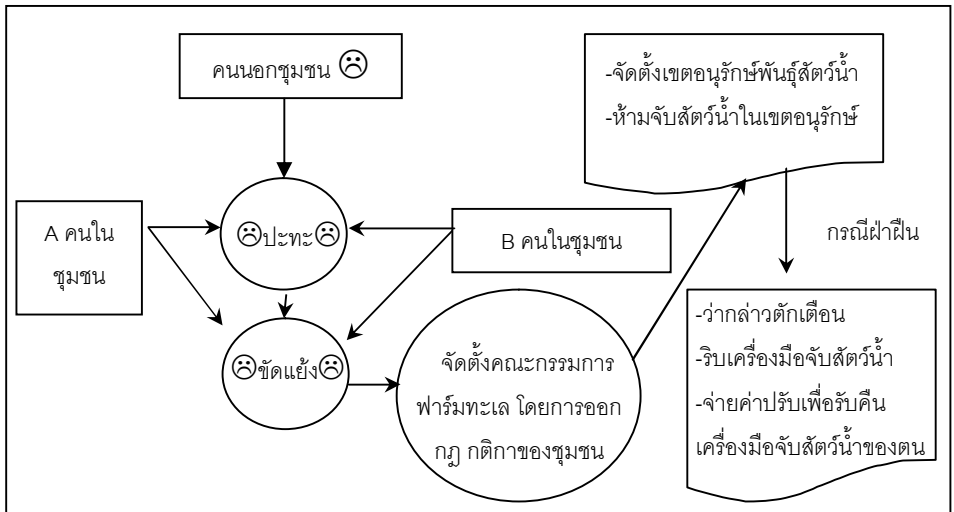 คนนอกชุมชน ☹
-จัดตั้งเขตอนุรักษ์พันธุ์สัตว์น้ำ
-ห้ามจับสัตว์น้ำในเขตอนุรักษ์
A คนใน
ชุมชน
☹ปะทะ☹
B คนในชุมชน
กรณีฝ่าฝืน
☹ขัดแย้ง☹
จัดตั้งคณะกรรมการ
ฟาร์มทะเล โดยการออก
กฎ กติกาของชุมชน
-ว่ากล่าวตักเตือน
-ริบเครื่องมือจับสัตว์น้ำ
-จ่ายค่าปรับเพื่อรับคืน
เครื่องมือจับสัตว์น้ำของตน